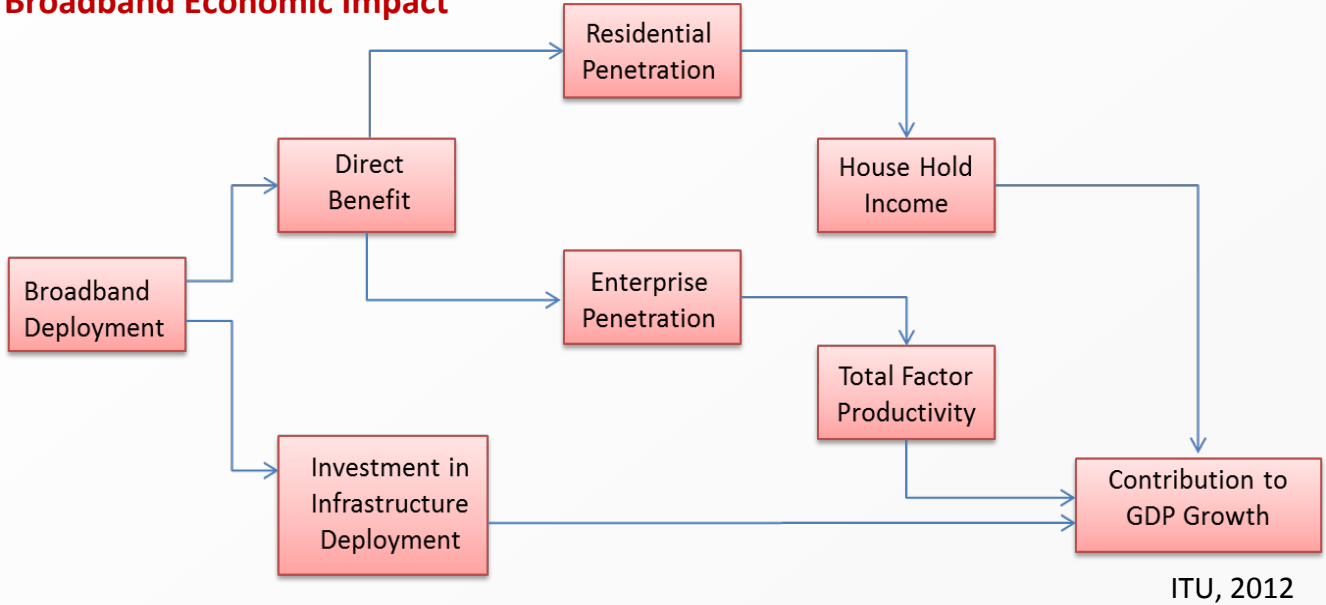 Broadband Economic Impact
Residential
Penetration
Direct
Benefit
House Hold
Income
Broadband
Deployment
Enterprise
Penetration
Total Factor
Productivity
Investment in
Infrastructure
Deployment
Contribution to
GDP Growth
ITU, 2012